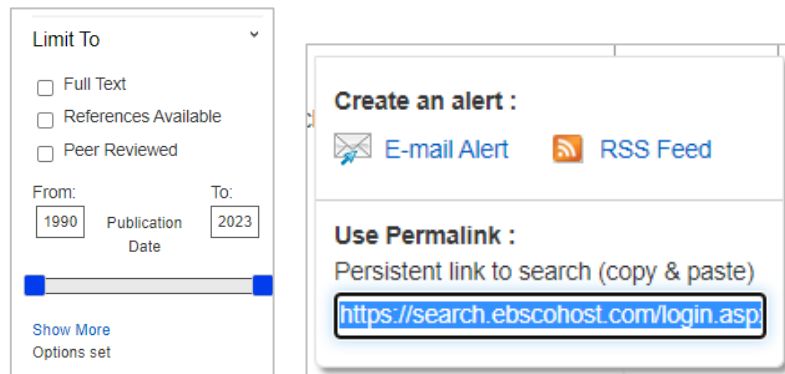 Limit To
Full Text
References Available
Peer Reviewed
From: To:
1990 Publication 2023
Date
Show More
Options set
Create an alert :
E-mail Alert RSS Feed
Use Permalink :
Persistent link to search (copy & paste)
https://search.ebscohost.com/login.asp